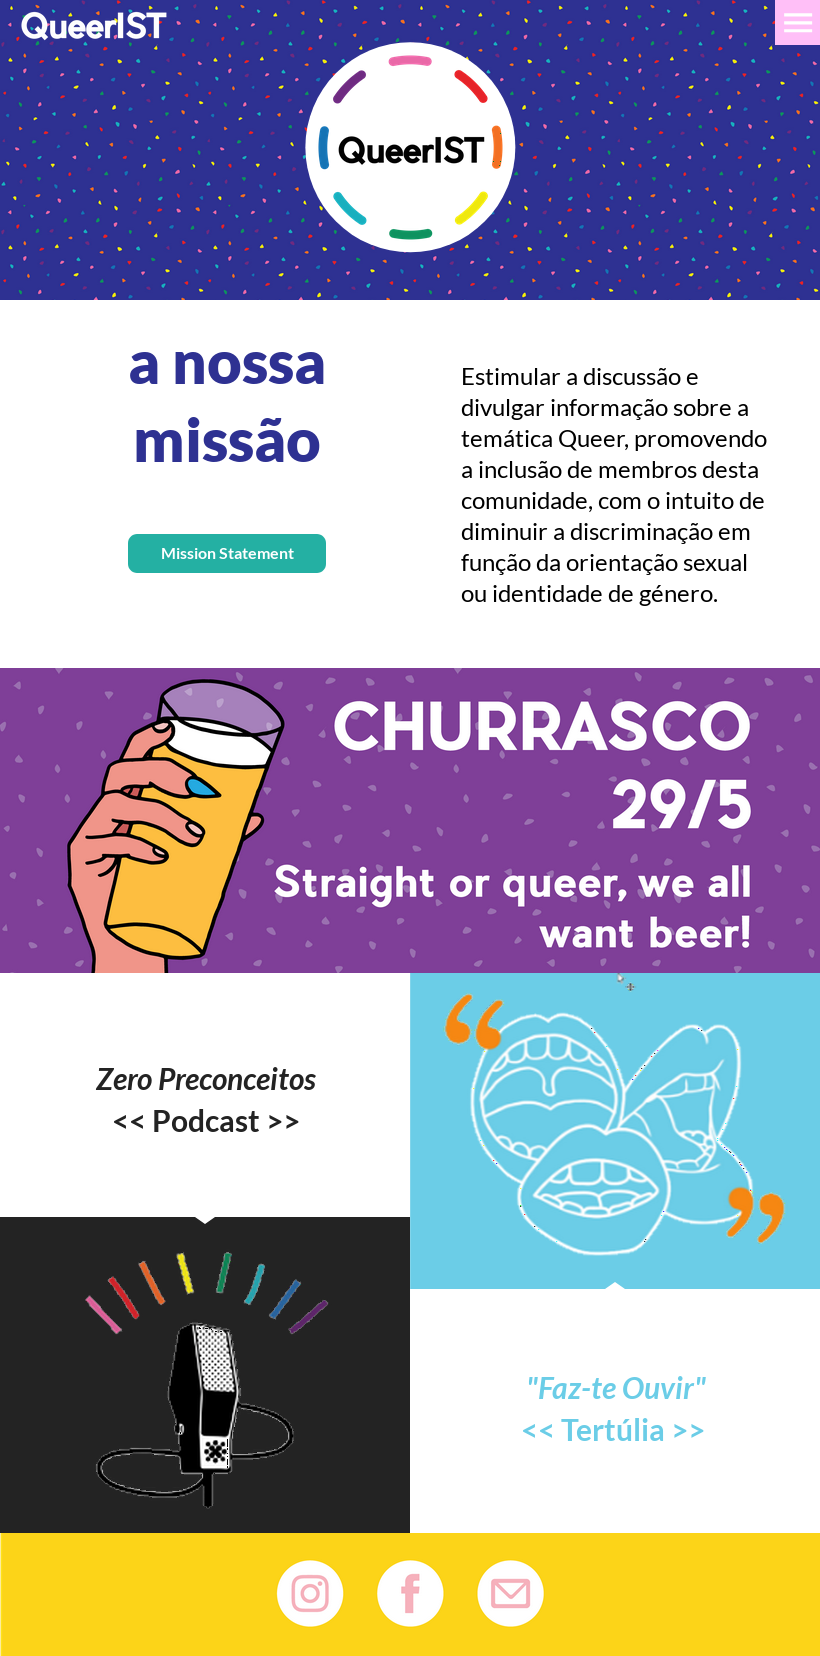 QueerIST
QueerIST
a nossa
missão
Mission Statement
Estimular a discussão e
divulgar informação sobre a
temática Queer, promovendo
a inclusão de membros desta
comunidade, com o intuito de
diminuir a discriminação em
função da orientação sexual
ou identidade de género.
CHURRASCO
29/5
Straight or queer, we all
want beer!
Zero Preconceitos
<< Podcast >>
"Faz-te Ouvir"
<< Tertúlia >>